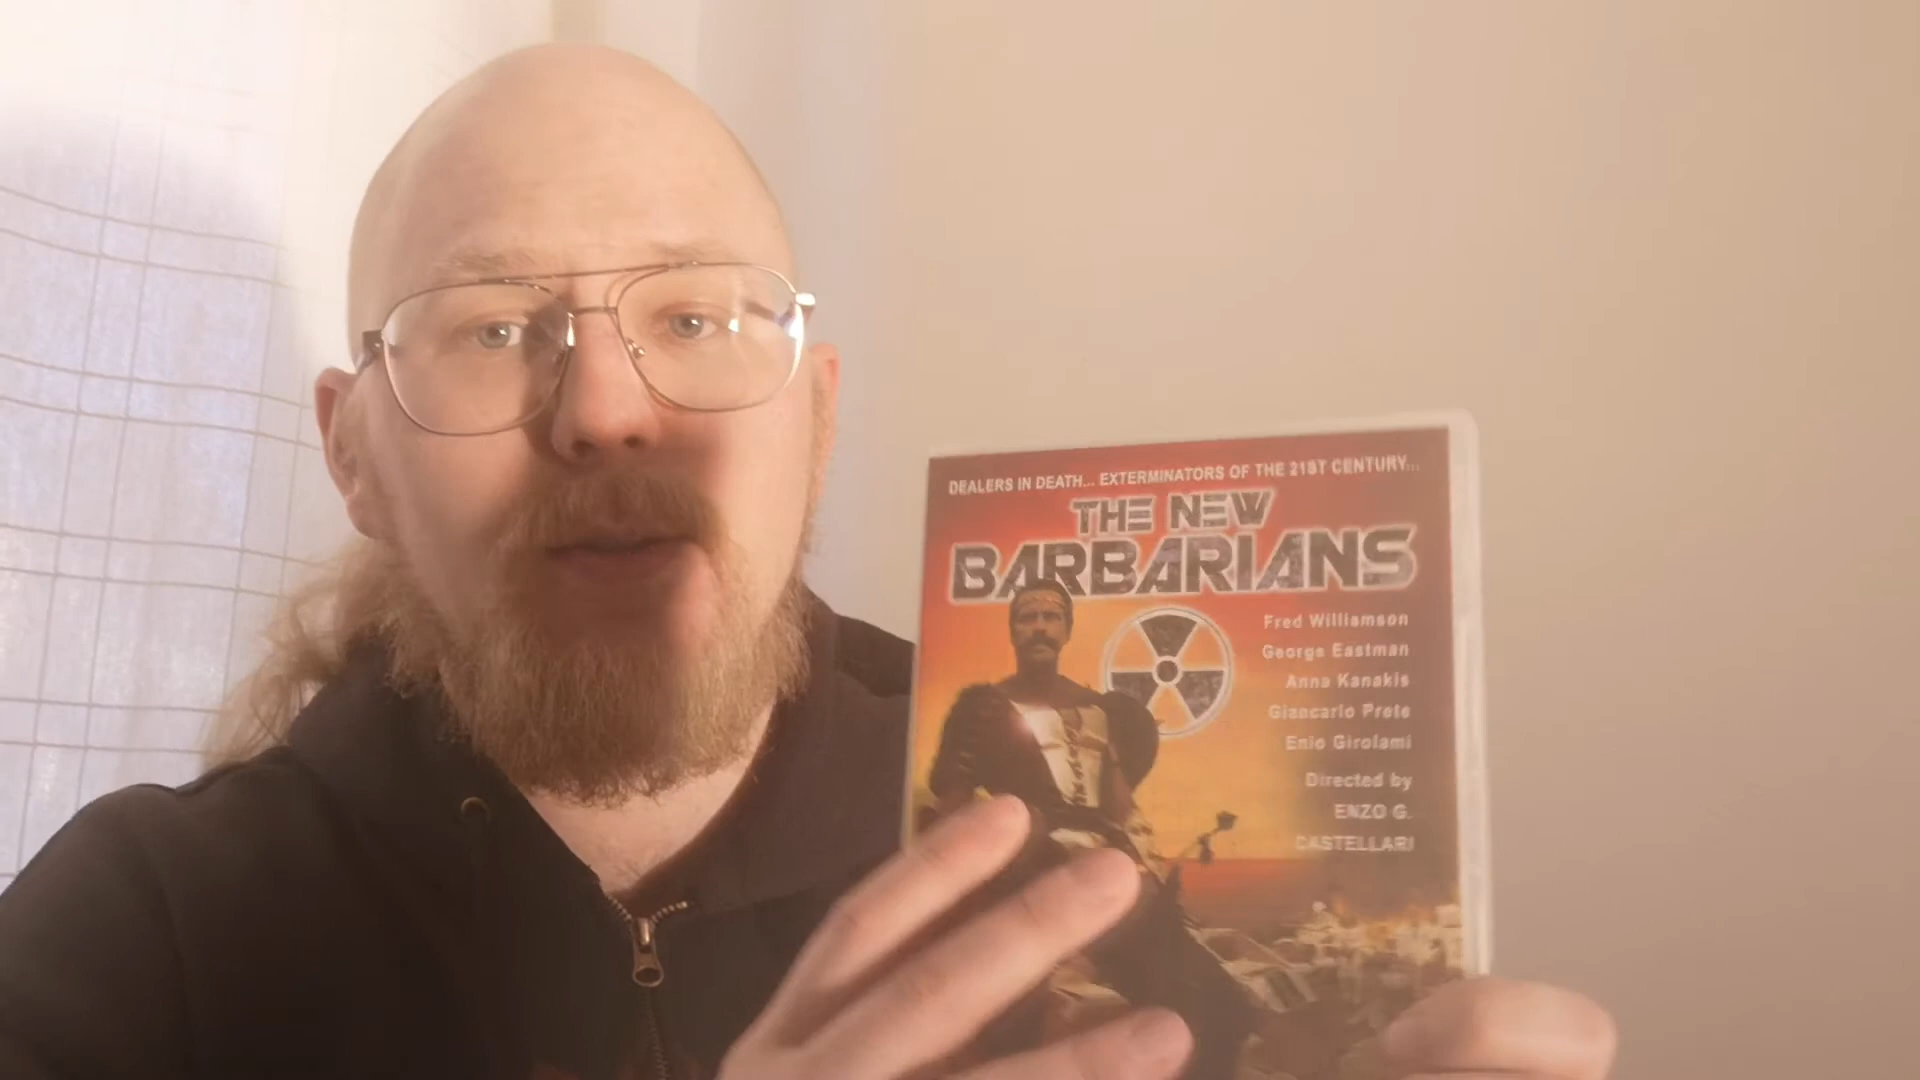 DEALERS IN DEATH... EXTERMINATORS OF THE 21ST CENTURY...
THE NEW
BARBARIANS
Fred Williamson
George Eastman
Anna Kanakis
Giancarlo Prete
Enio Girolami
Directed by
ENZO G.
CASTELLARI